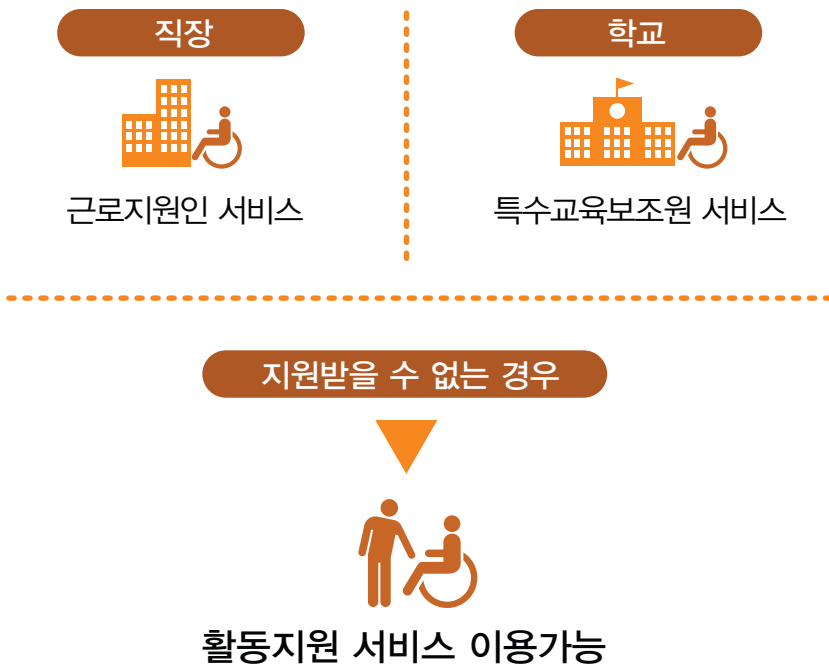 직장
학교
근로지원인 서비스
특수교육보조원 서비스
지원받을 수 없는 경우
활동지원 서비스 이용가능